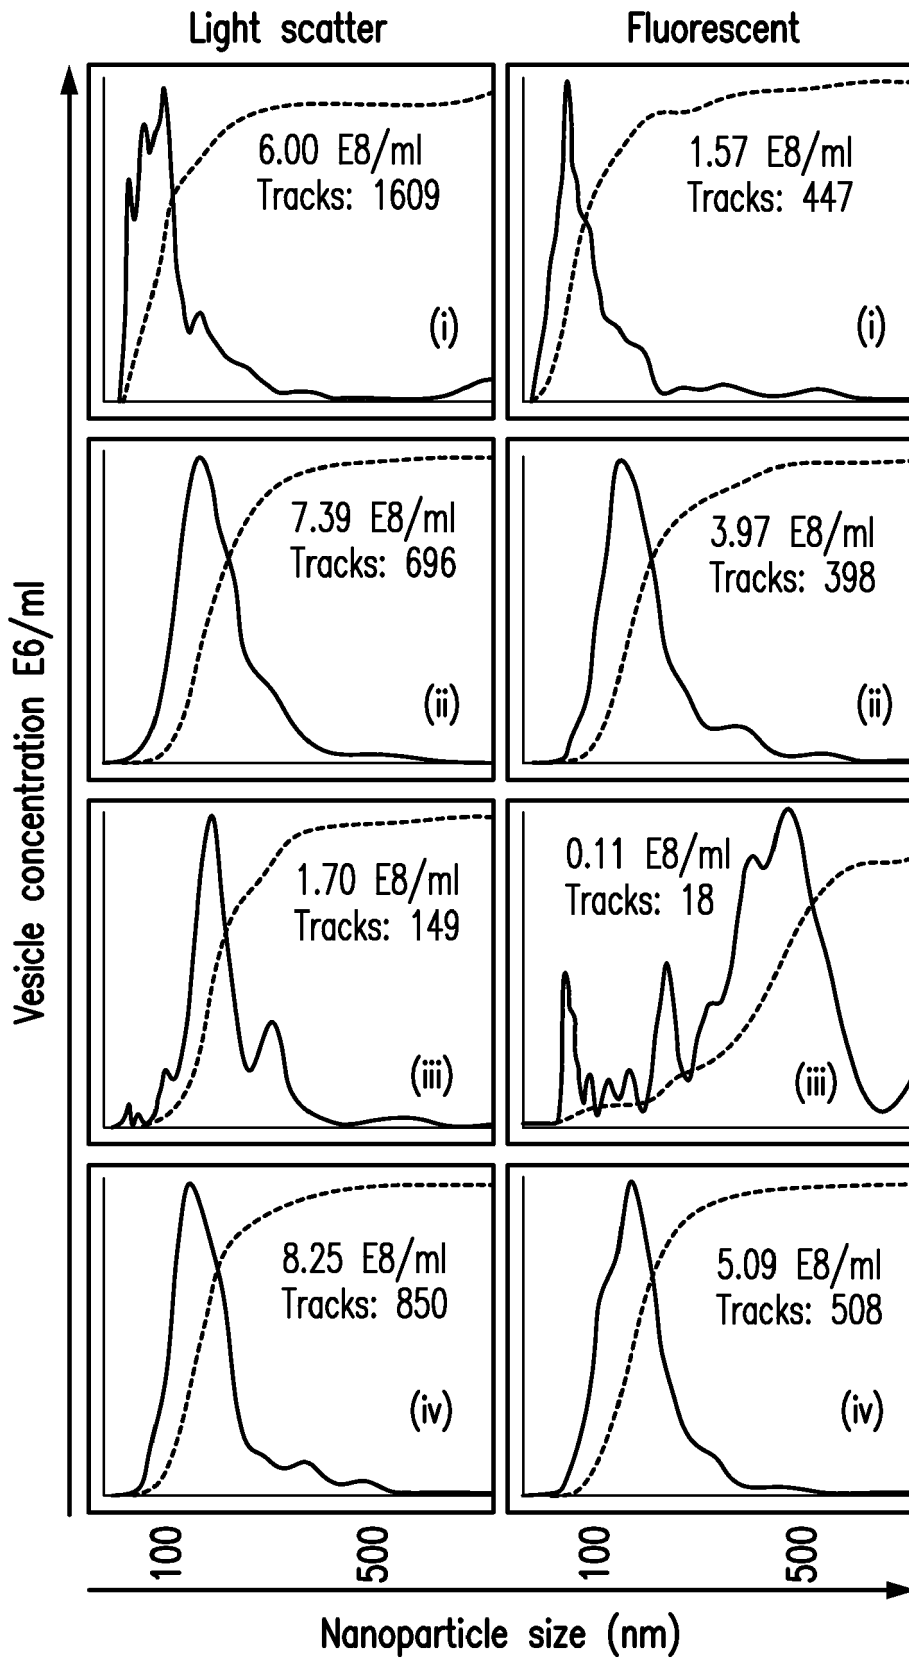 Light scatter
Fluorescent
Vesicle concentration E6/ml
6.00 E8/ml
Tracks: 1609
(i)
1.57 E8/ml
Tracks: 447
(i)
7.39 E8/ml
Tracks: 696
(ii)
3.97 E8/ml
Tracks: 398
(ii)
1.70 E8/ml
Tracks: 149
(iii)
0.11 E8/ml
Tracks: 18
(iii)
8.25 E8/ml
Tracks: 850
(iv)
5.09 E8/ml
Tracks: 508
(iv)
100
500
100
500
Nanoparticle size (nm)